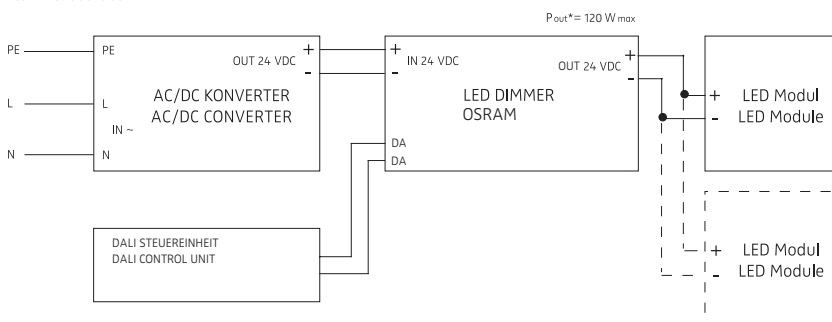 Pout*= 120 W max
PE
PE
OUT 24 VDC
+
-
+
-
IN 24 VDC
OUT 24 VDC
+
-
L
L
IN ~
AC/DC KONVERTER
AC/DC CONVERTER
LED DIMMER
OSRAM
+
-
LED Modul
LED Module
N
N
DA
DA
DALI STEUEREINHEIT
DALI CONTROL UNIT
+
-
LED Modul
LED Module